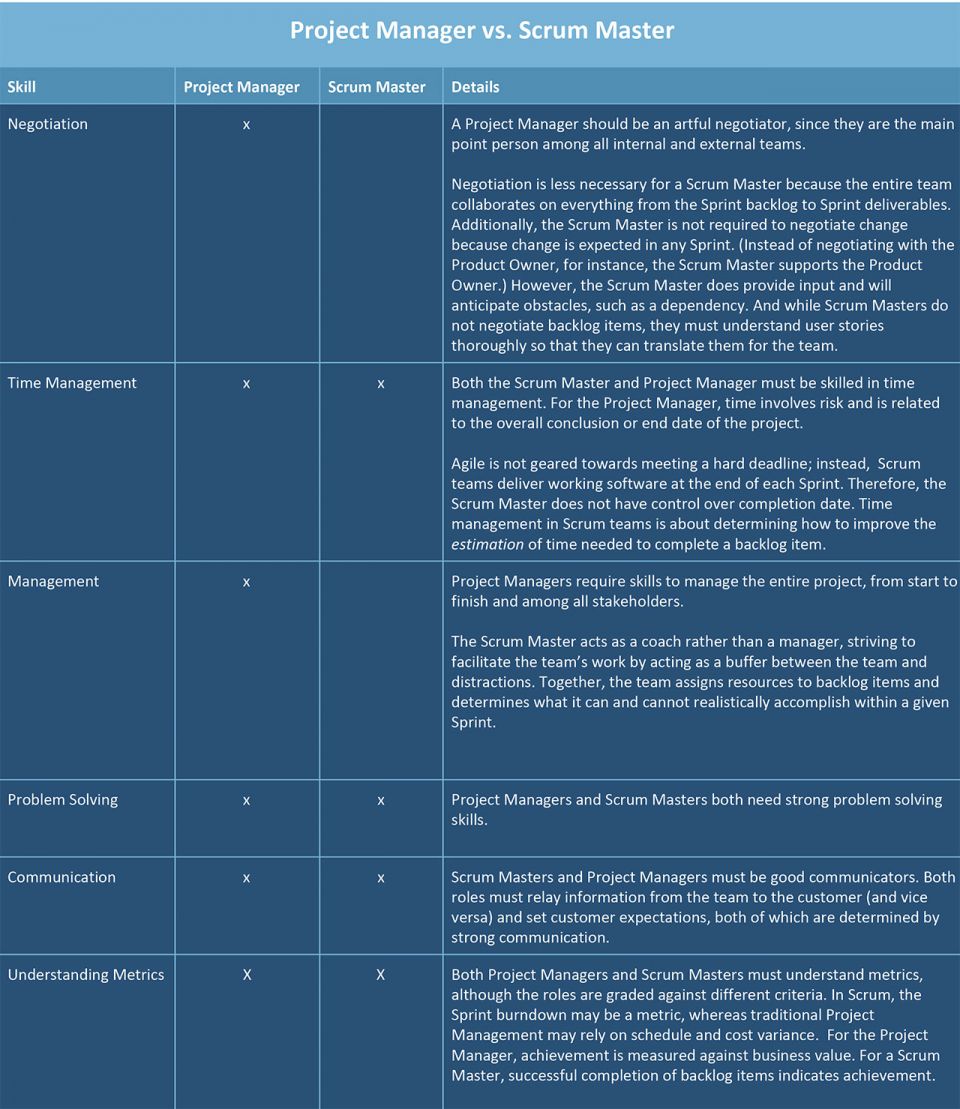 Project Manager vs. Scrum Master
Skill Project Manager Scrum Master Details
Negotiation x A Project Manager should be an artful negotiator, since they are the main
point person among all internal and external teams.
Negotiation is less necessary for a Scrum Master because the entire team
collaborates on everything from the Sprint backlog to Sprint deliverables.
Additionally, the Scrum Master is not required to negotiate change
because change is expected in any Sprint. (Instead of negotiating with the
Product Owner, for instance, the Scrum Master supports the Product
Owner.) However, the Scrum Master does provide input and will
anticipate obstacles, such as a dependency. And while Scrum Masters do
not negotiate backlog items, they must understand user stories
thoroughly so that they can translate them for the team.
Time Management x x Both the Scrum Master and Project Manager must be skilled in time
management. For the Project Manager, time involves risk and is related
to the overall conclusion or end date of the project.
Agile is not geared towards meeting a hard deadline; instead, Scrum
teams deliver working software at the end of each Sprint. Therefore, the
Scrum Master does not have control over completion date. Time
management in Scrum teams is about determining how to improve the
estimation of time needed to complete a backlog item.
Management x Project Managers require skills to manage the entire project, from start to
finish and among all stakeholders.
The Scrum Master acts as a coach rather than a manager, striving to
facilitate the team's work by acting as a buffer between the team and
distractions. Together, the team assigns resources to backlog items and
determines what it can and cannot realistically accomplish within a given
Sprint.
Problem Solving x x Project Managers and Scrum Masters both need strong problem solving
skills.
Communication x x Scrum Masters and Project Managers must be good communicators. Both
roles must relay information from the team to the customer (and vice
versa) and set customer expectations, both of which are determined by
strong communication.
Understanding Metrics X X Both Project Managers and Scrum Masters must understand metrics,
although the roles are graded against different criteria. In Scrum, the
Sprint burndown may be a metric, whereas traditional Project
Management may rely on schedule and cost variance. For the Project
Manager, achievement is measured against business value. For a Scrum
Master, successful completion of backlog items indicates achievement.